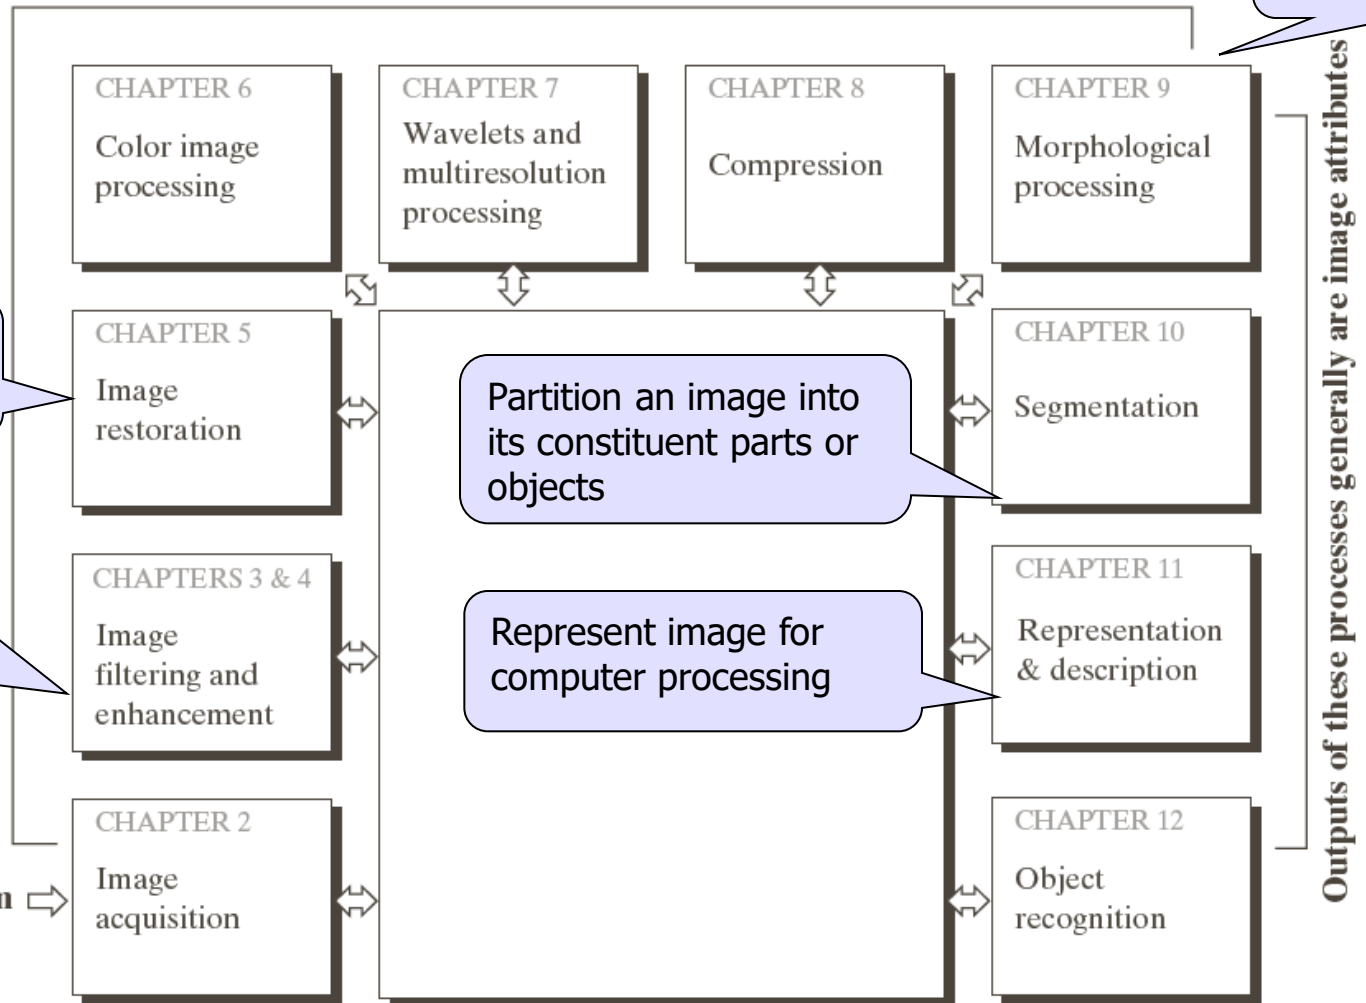 CHAPTER 6
Color image
processing
CHAPTER 7
Wavelets and
multiresolution
processing
CHAPTER 8
Compression
CHAPTER 9
Morphological
processing
CHAPTER 5
Image
restoration
Partition an image into
its constituent parts or
objects
CHAPTER 10
Segmentation
CHAPTERS 3 & 4
Image
filtering and
enhancement
Represent image for
computer processing
CHAPTER 11
Representation
& description
CHAPTER 2
Image
acquisition
CHAPTER 12
Object
recognition
Outputs of these processes generally are image attributes